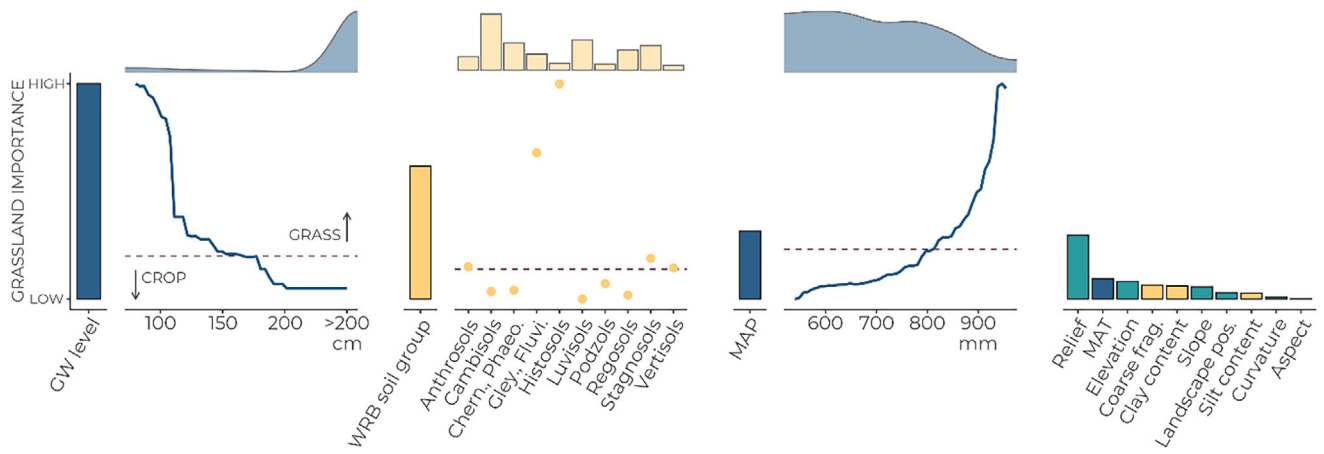 GRASSLAND IMPORTANCE
HIGH
LOW
GW level
GRASS
CROP
100 150 200 >200
cm
WRB soil group
Anthrosols
Cambisols
Chern., Phaeo.
Gley., Fluvi.
Histosols
Luvisols
Podzols
Regosols
Stagnosols
Vertisols
MAP
600 700 800 900
mm
Relief
MAT
Elevation
Coarse frag.
Clay content
Slope
Landscape pos.
Silt content
Curvature
Aspect